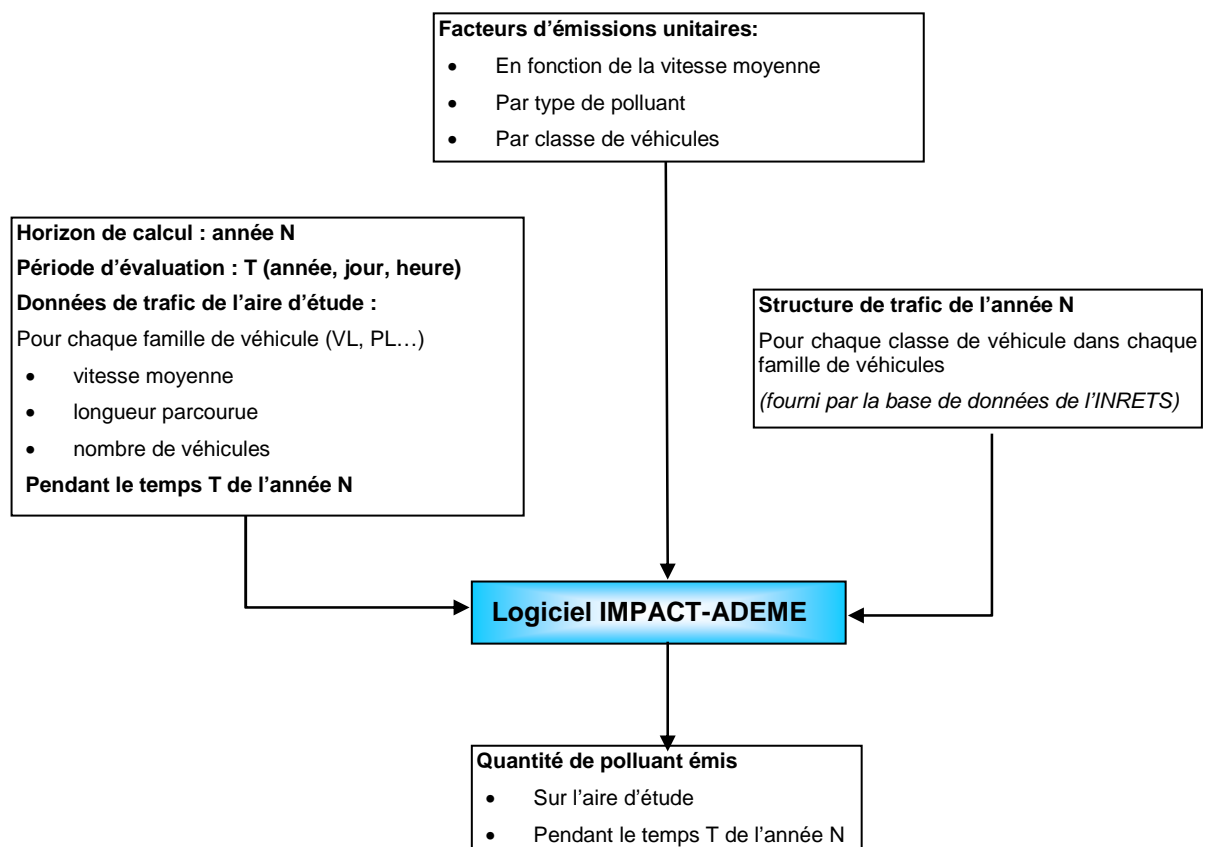 Facteurs d’émissions unitaires:
• En fonction de la vitesse moyenne
• Par type de polluant
• Par classe de véhicules
Horizon de calcul : année N
Période d’évaluation : T (année, jour, heure)
Données de trafic de l’aire d’étude :
Pour chaque famille de véhicule (VL, PL…)
• vitesse moyenne
• longueur parcourue
• nombre de véhicules
Pendant le temps T de l’année N
Structure de trafic de l’année N
Pour chaque classe de véhicule dans chaque
famille de véhicules
(fourni par la base de données de l’INRETS)
Logiciel IMPACT-ADEME
Quantité de polluant émis
• Sur l’aire d’étude
• Pendant le temps T de l’année N